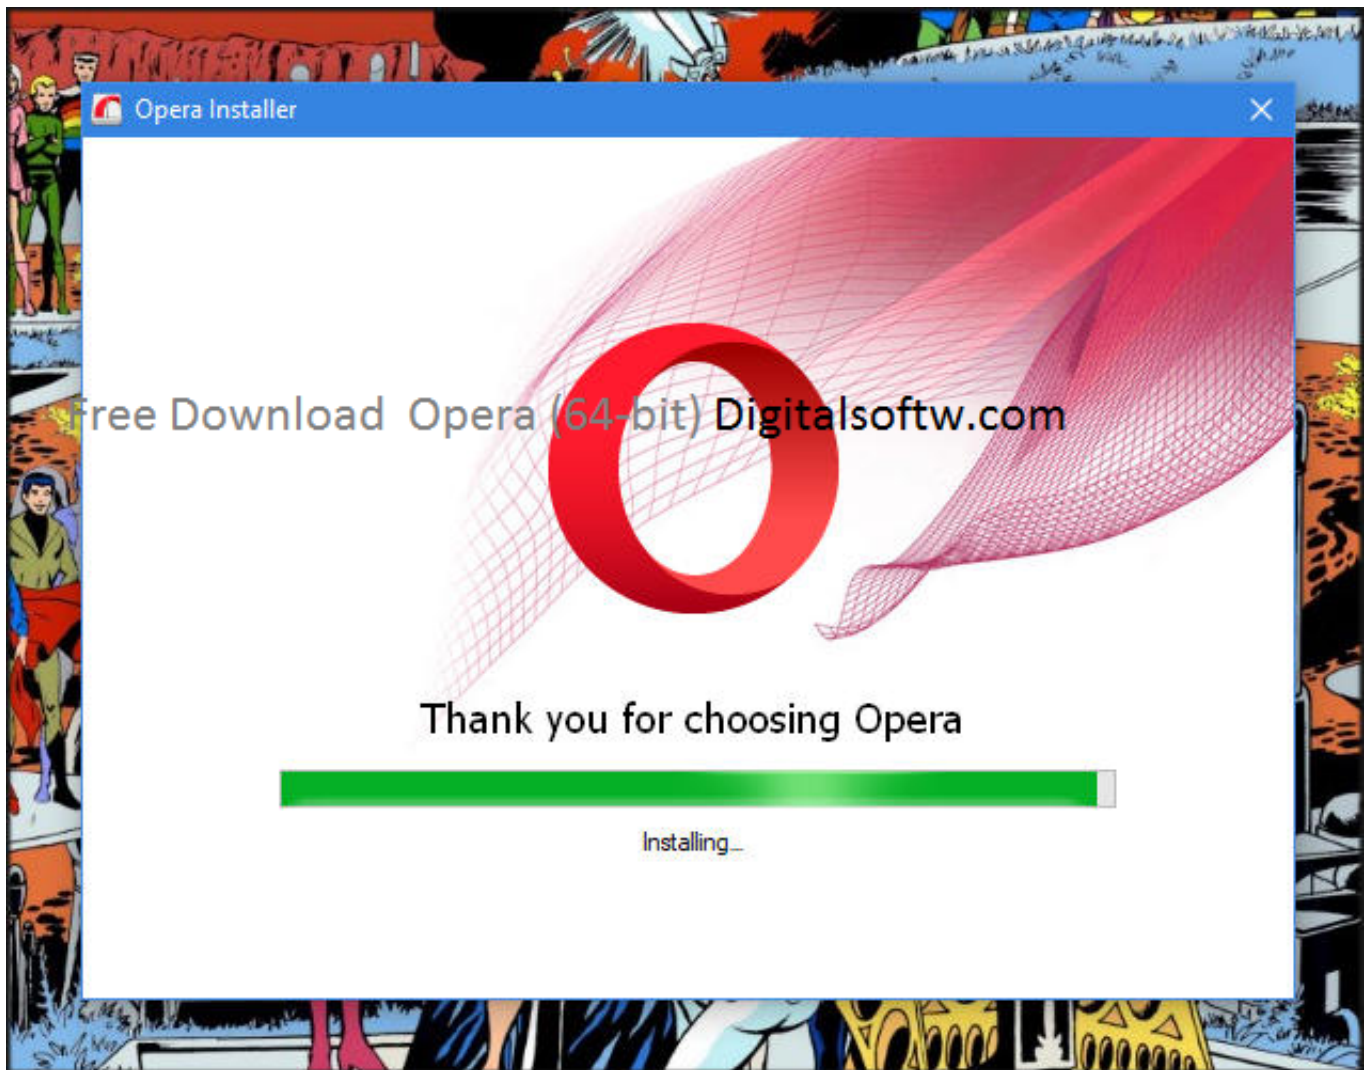 Opera Installer
Free Download Opera (64-bit) Digitalsoftw.com
Thank you for choosing Opera
Installing...